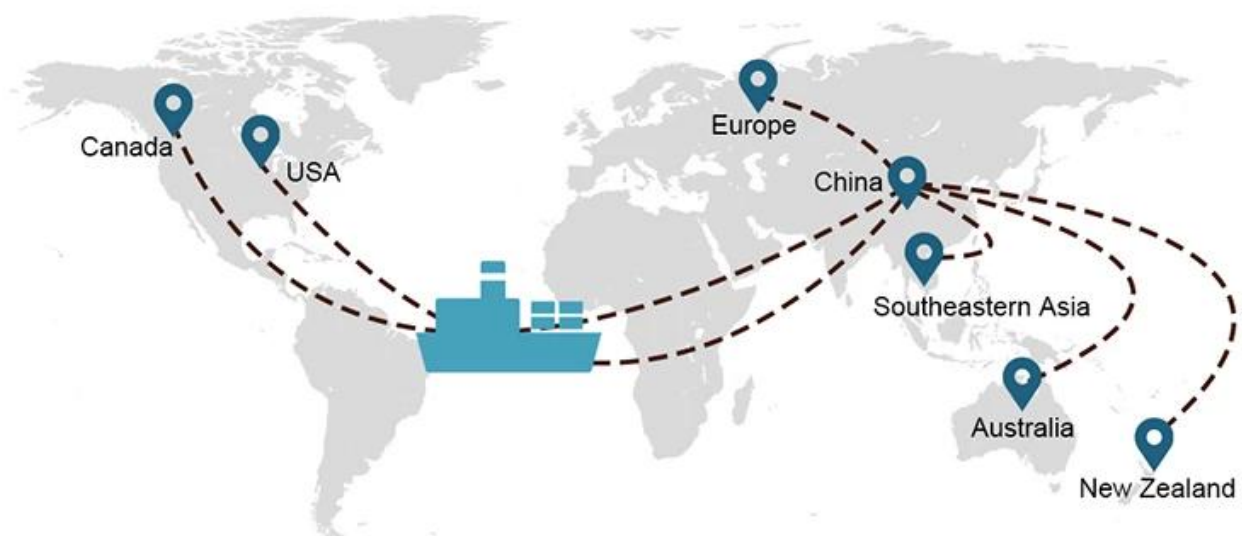 Canada
USA
Europe
China
Southeastern Asia
Australia
New Zealand